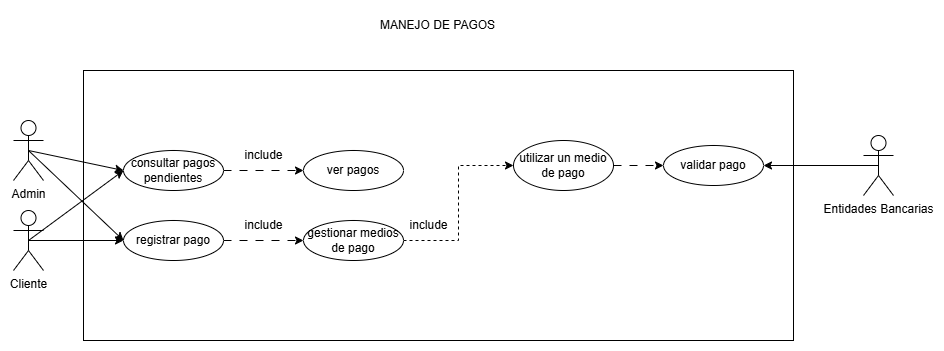 MANEJO DE PAGOS
Admin
Cliente
consultar pagos
pendientes
include
ver pagos
registrar pago
include
gestionar medios
de pago
include
utilizar un medio
de pago
validar pago
Entidades Bancarias